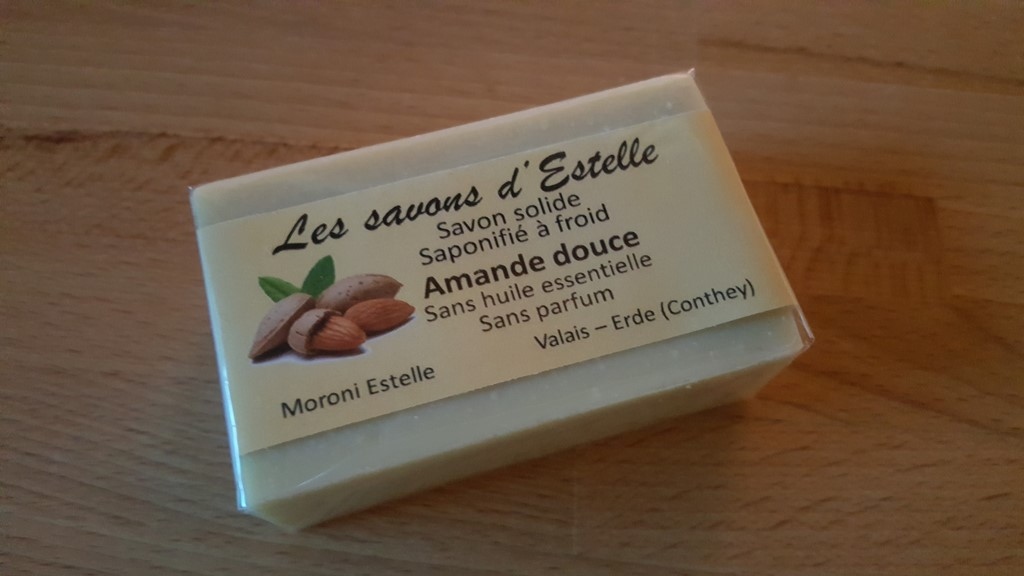 Les savons d'Estelle
Savon solide
Saponifié à froid
Amande douce
Sans huile essentielle
Sans parfum
Valais – Erde (Conthey)
Moroni Estelle